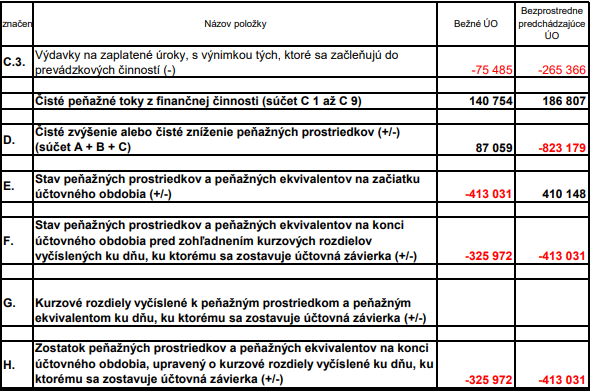 značen
Názov položky
Bežné ÚO
Bezprostredne
predchádzajúce
ÚO
C.3.
Výdavky na zaplatené úroky, s výnimkou tých, ktoré sa začleňujú do
prevádzkových činností (-)
-75 485
-265 366
Čisté peňažné toky z finančnej činnosti (súčet C 1 až C 9)
140 754
186 807
D.
Čisté zvýšenie alebo čisté zníženie peňažných prostriedkov (+/-)
(súčet A + B + C)
87 059
-823 179
E.
Stav peňažných prostriedkov a peňažných ekvivalentov na začiatku
účtovného obdobia (+/-)
-413 031
410 148
F.
Stav peňažných prostriedkov a peňažných ekvivalentov na konci
účtovného obdobia pred zohľadnením kurzových rozdielov
vyčíslených ku dňu, ku ktorému sa zostavuje účtovná závierka (+/-)
-325 972
-413 031
G.
Kurzové rozdiely vyčíslené k peňažným prostriedkom a peňažným
ekvivalentom ku dňu, ku ktorému sa zostavuje účtovná závierka (+/-)
H.
Zostatok peňažných prostriedkov a peňažných ekvivalentov na konci
účtovného obdobia, upravený o kurzové rozdiely vyčíslené ku dňu, ku
ktorému sa zostavuje účtovná závierka (+/-)
-325 972
-413 031